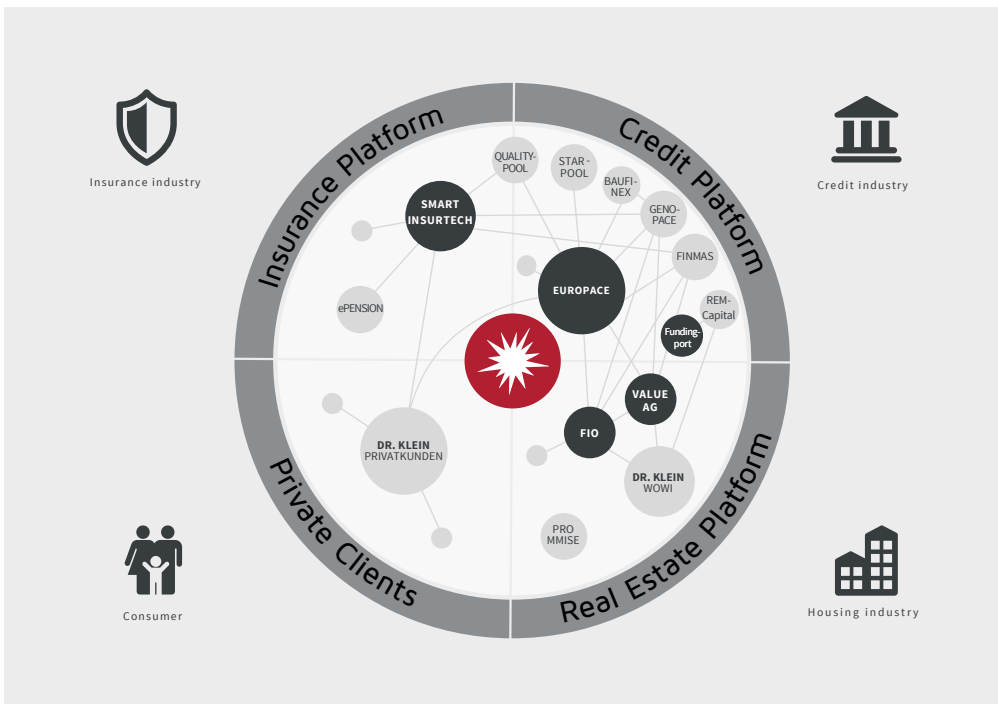 Insurance Platform
Credit Platform
Insurance industry
Credit industry
QUALITY-
POOL
STAR -
POOL
BAUFI-
NEX
SMART
INSURTECH
GENO-
PACE
FINMAS
EUROPACE
ePENSION
REM-
Capital
Funding-
port
VALUE
AG
FIO
DR. KLEIN
PRIVATKUNDEN
DR. KLEIN
WOWI
PRO
MMISE
Private Clients
Real Estate Platform
Consumer
Housing industry